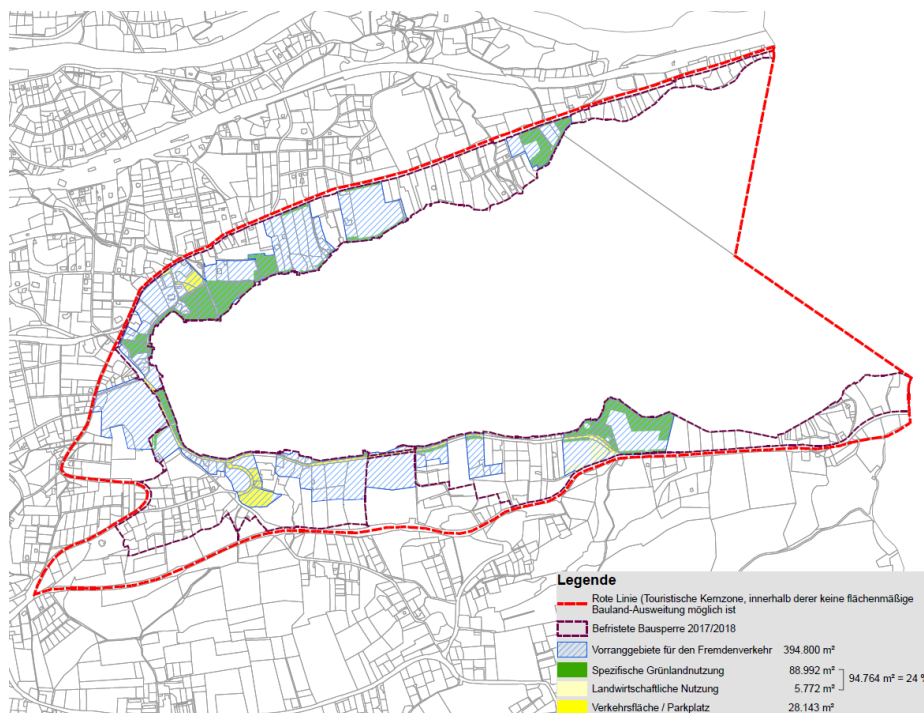 Legende
Rote Linie (Touristische Kernzone, innerhalb derer keine flächenmäßige
Bauland-Ausweitung möglich ist
Befristete Bausperre 2017/2018
Vorranggebiete für den Fremdenverkehr 394.800 m²
Spezifische Grünlandnutzung 88.992 m²
94.764 m² = 24 %
Landwirtschaftliche Nutzung 5.772 m²
Verkehrsfläche / Parkplatz 28.143 m²